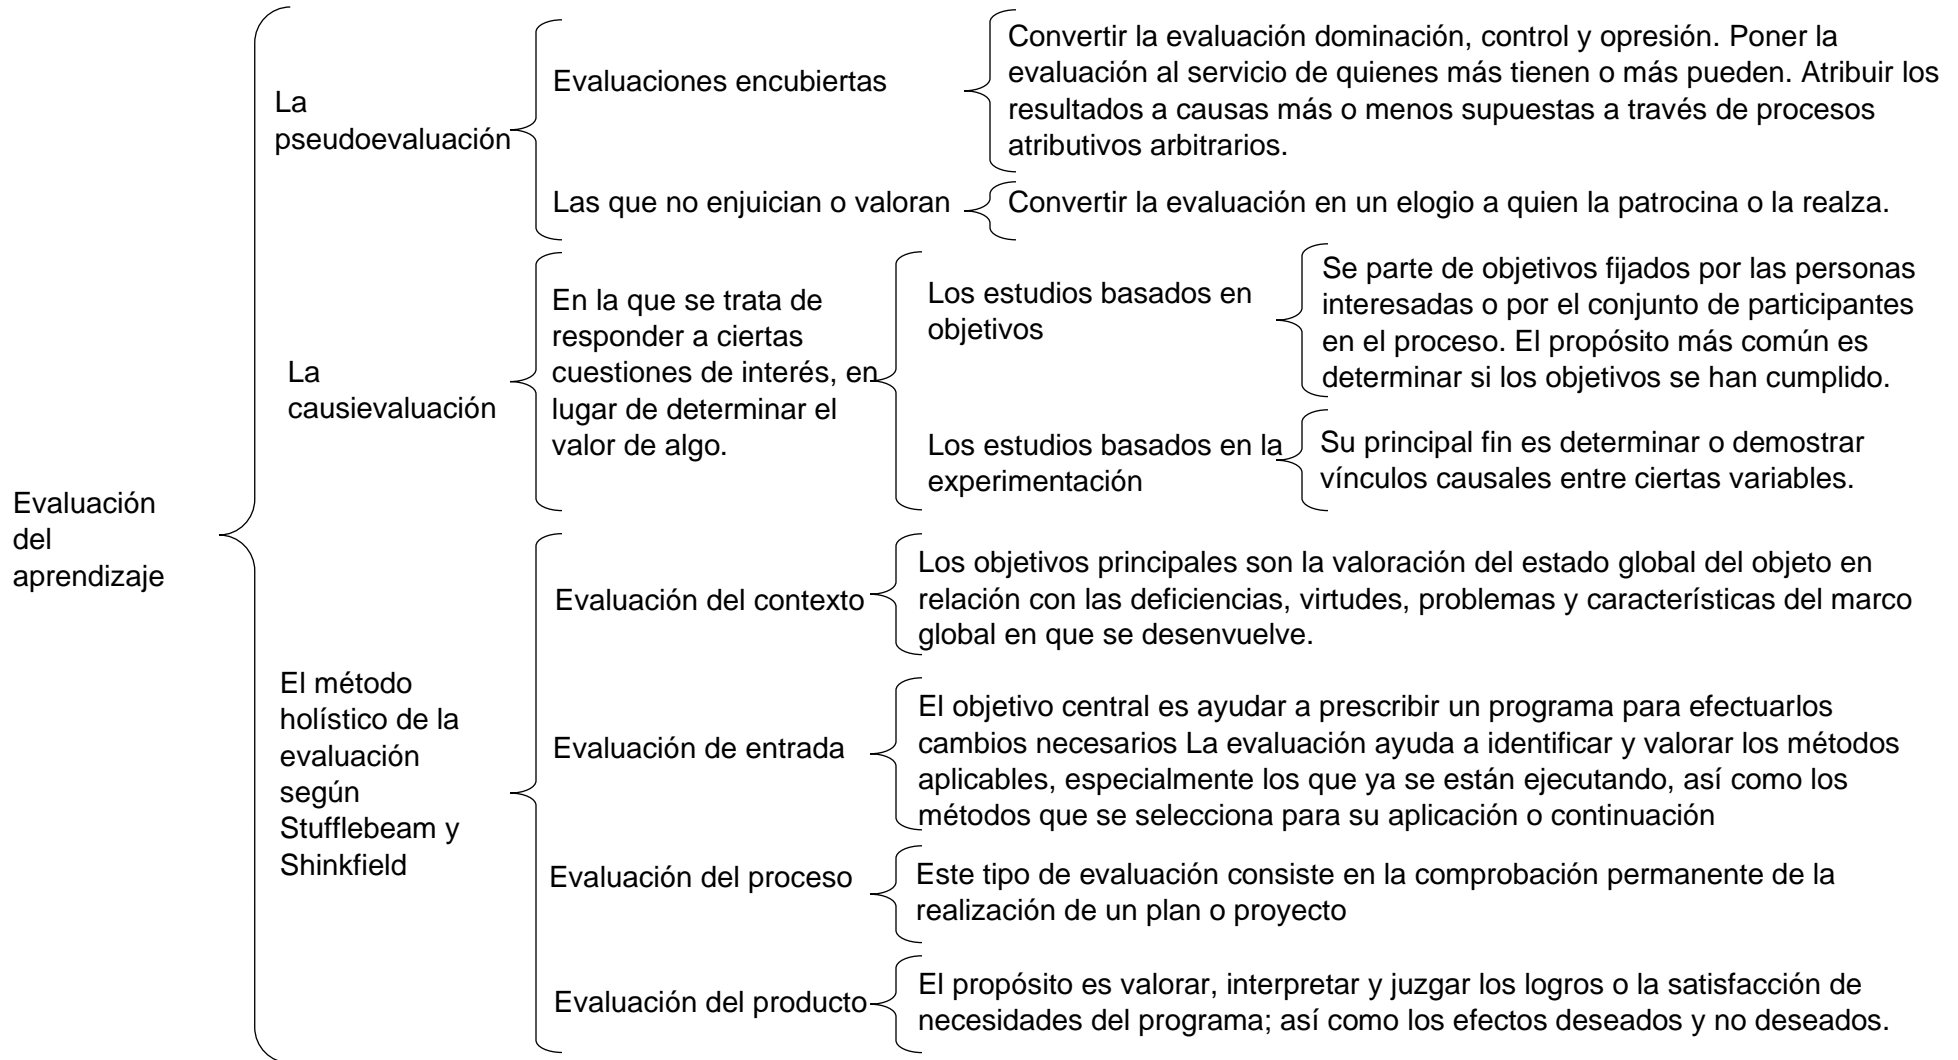 Evaluación
del
aprendizaje
La
pseudoevaluación
Evaluaciones encubiertas
Convertir la evaluación dominación, control y opresión. Poner la
evaluación al servicio de quienes más tienen o más pueden. Atribuir los
resultados a causas más o menos supuestas a través de procesos
atributivos arbitrarios.
Las que no enjuician o valoran
Convertir la evaluación en un elogio a quien la patrocina o la realza.
La
causievaluación
En la que se trata de
responder a ciertas
cuestiones de interés, en
lugar de determinar el
valor de algo.
Los estudios basados en
objetivos
Se parte de objetivos fijados por las personas
interesadas o por el conjunto de participantes
en el proceso. El propósito más común es
determinar si los objetivos se han cumplido.
Los estudios basados en la
experimentación
Su principal fin es determinar o demostrar
vínculos causales entre ciertas variables.
El método
holístico de la
evaluación
según
Stufflebeam y
Shinkfield
Evaluación del contexto
Los objetivos principales son la valoración del estado global del objeto en
relación con las deficiencias, virtudes, problemas y características del marco
global en que se desenvuelve.
Evaluación de entrada
El objetivo central es ayudar a prescribir un programa para efectuarlos
cambios necesarios La evaluación ayuda a identificar y valorar los métodos
aplicables, especialmente los que ya se están ejecutando, así como los
métodos que se selecciona para su aplicación o continuación
Evaluación del proceso
Este tipo de evaluación consiste en la comprobación permanente de la
realización de un plan o proyecto
Evaluación del producto
El propósito es valorar, interpretar y juzgar los logros o la satisfacción de
necesidades del programa; así como los efectos deseados y no deseados.